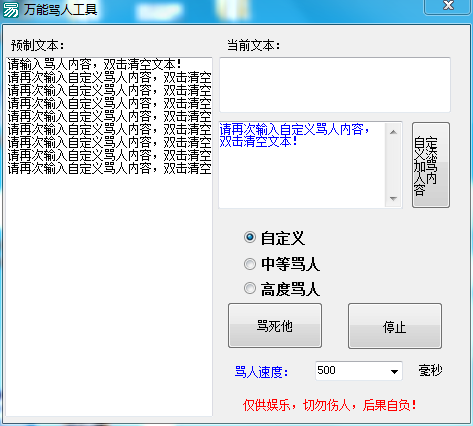 万能骂人工具
预制文本:
当前文本:
请输入骂人内容，双击清空文本!
请再次输入自定义骂人内容，双击清空
请再次输入自定义骂人内容，双击清空
请再次输入自定义骂人内容，双击清空
请再次输入自定义骂人内容，双击清空
请再次输入自定义骂人内容，双击清空
请再次输入自定义骂人内容，双击清空
请再次输入自定义骂人内容，双击清空
请再次输入自定义骂人内容，双击清空
请再次输入自定义骂人内容，
双击清空文本!
自定
义添
加骂
入内
容
自定义
中等骂人
高度骂人
骂死他
停止
骂人速度:
500
毫秒
仅供娱乐，切勿伤人，后果自负!